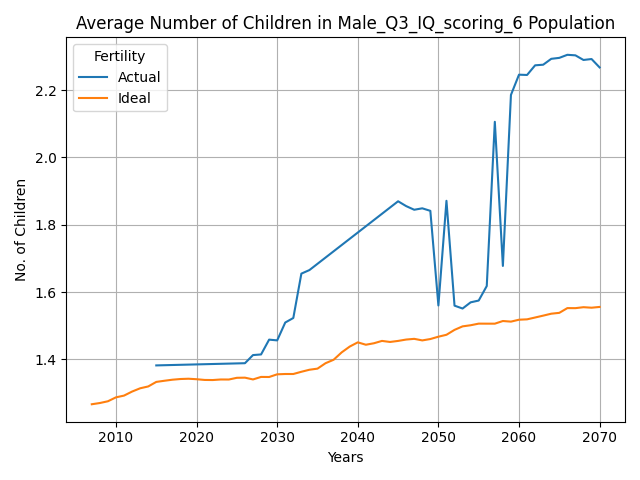 Average Number of Children in Male_Q3_IQ_scoring_6 Population
Fertility
Actual
Ideal
No. of Children
2.2
2.0
1.8
1.6
1.4
2010 2020 2030 2040 2050 2060 2070
Years